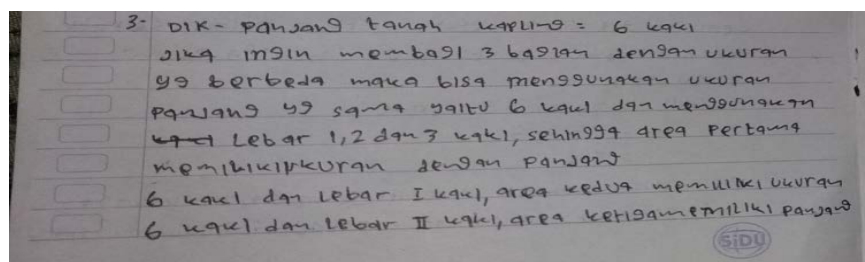 3- DIK - Panjang tanah kapling = 6 kaki
jika ingin membagi 3 bagian dengan ukuran
yg berbeda maka bisa menggunakan ukuran
panjang yg sama yaitu 6 kaki dan menggunakan
Lebar 1, 2 dan 3 kaki, sehingga area Pertama
memiliki ukuran dengan panjang
6 kaki dan Lebar I kaki, area kedua memiliki ukuran
6 kaki dan Lebar II kaki, area ketiga memiliki panjang
SiDU